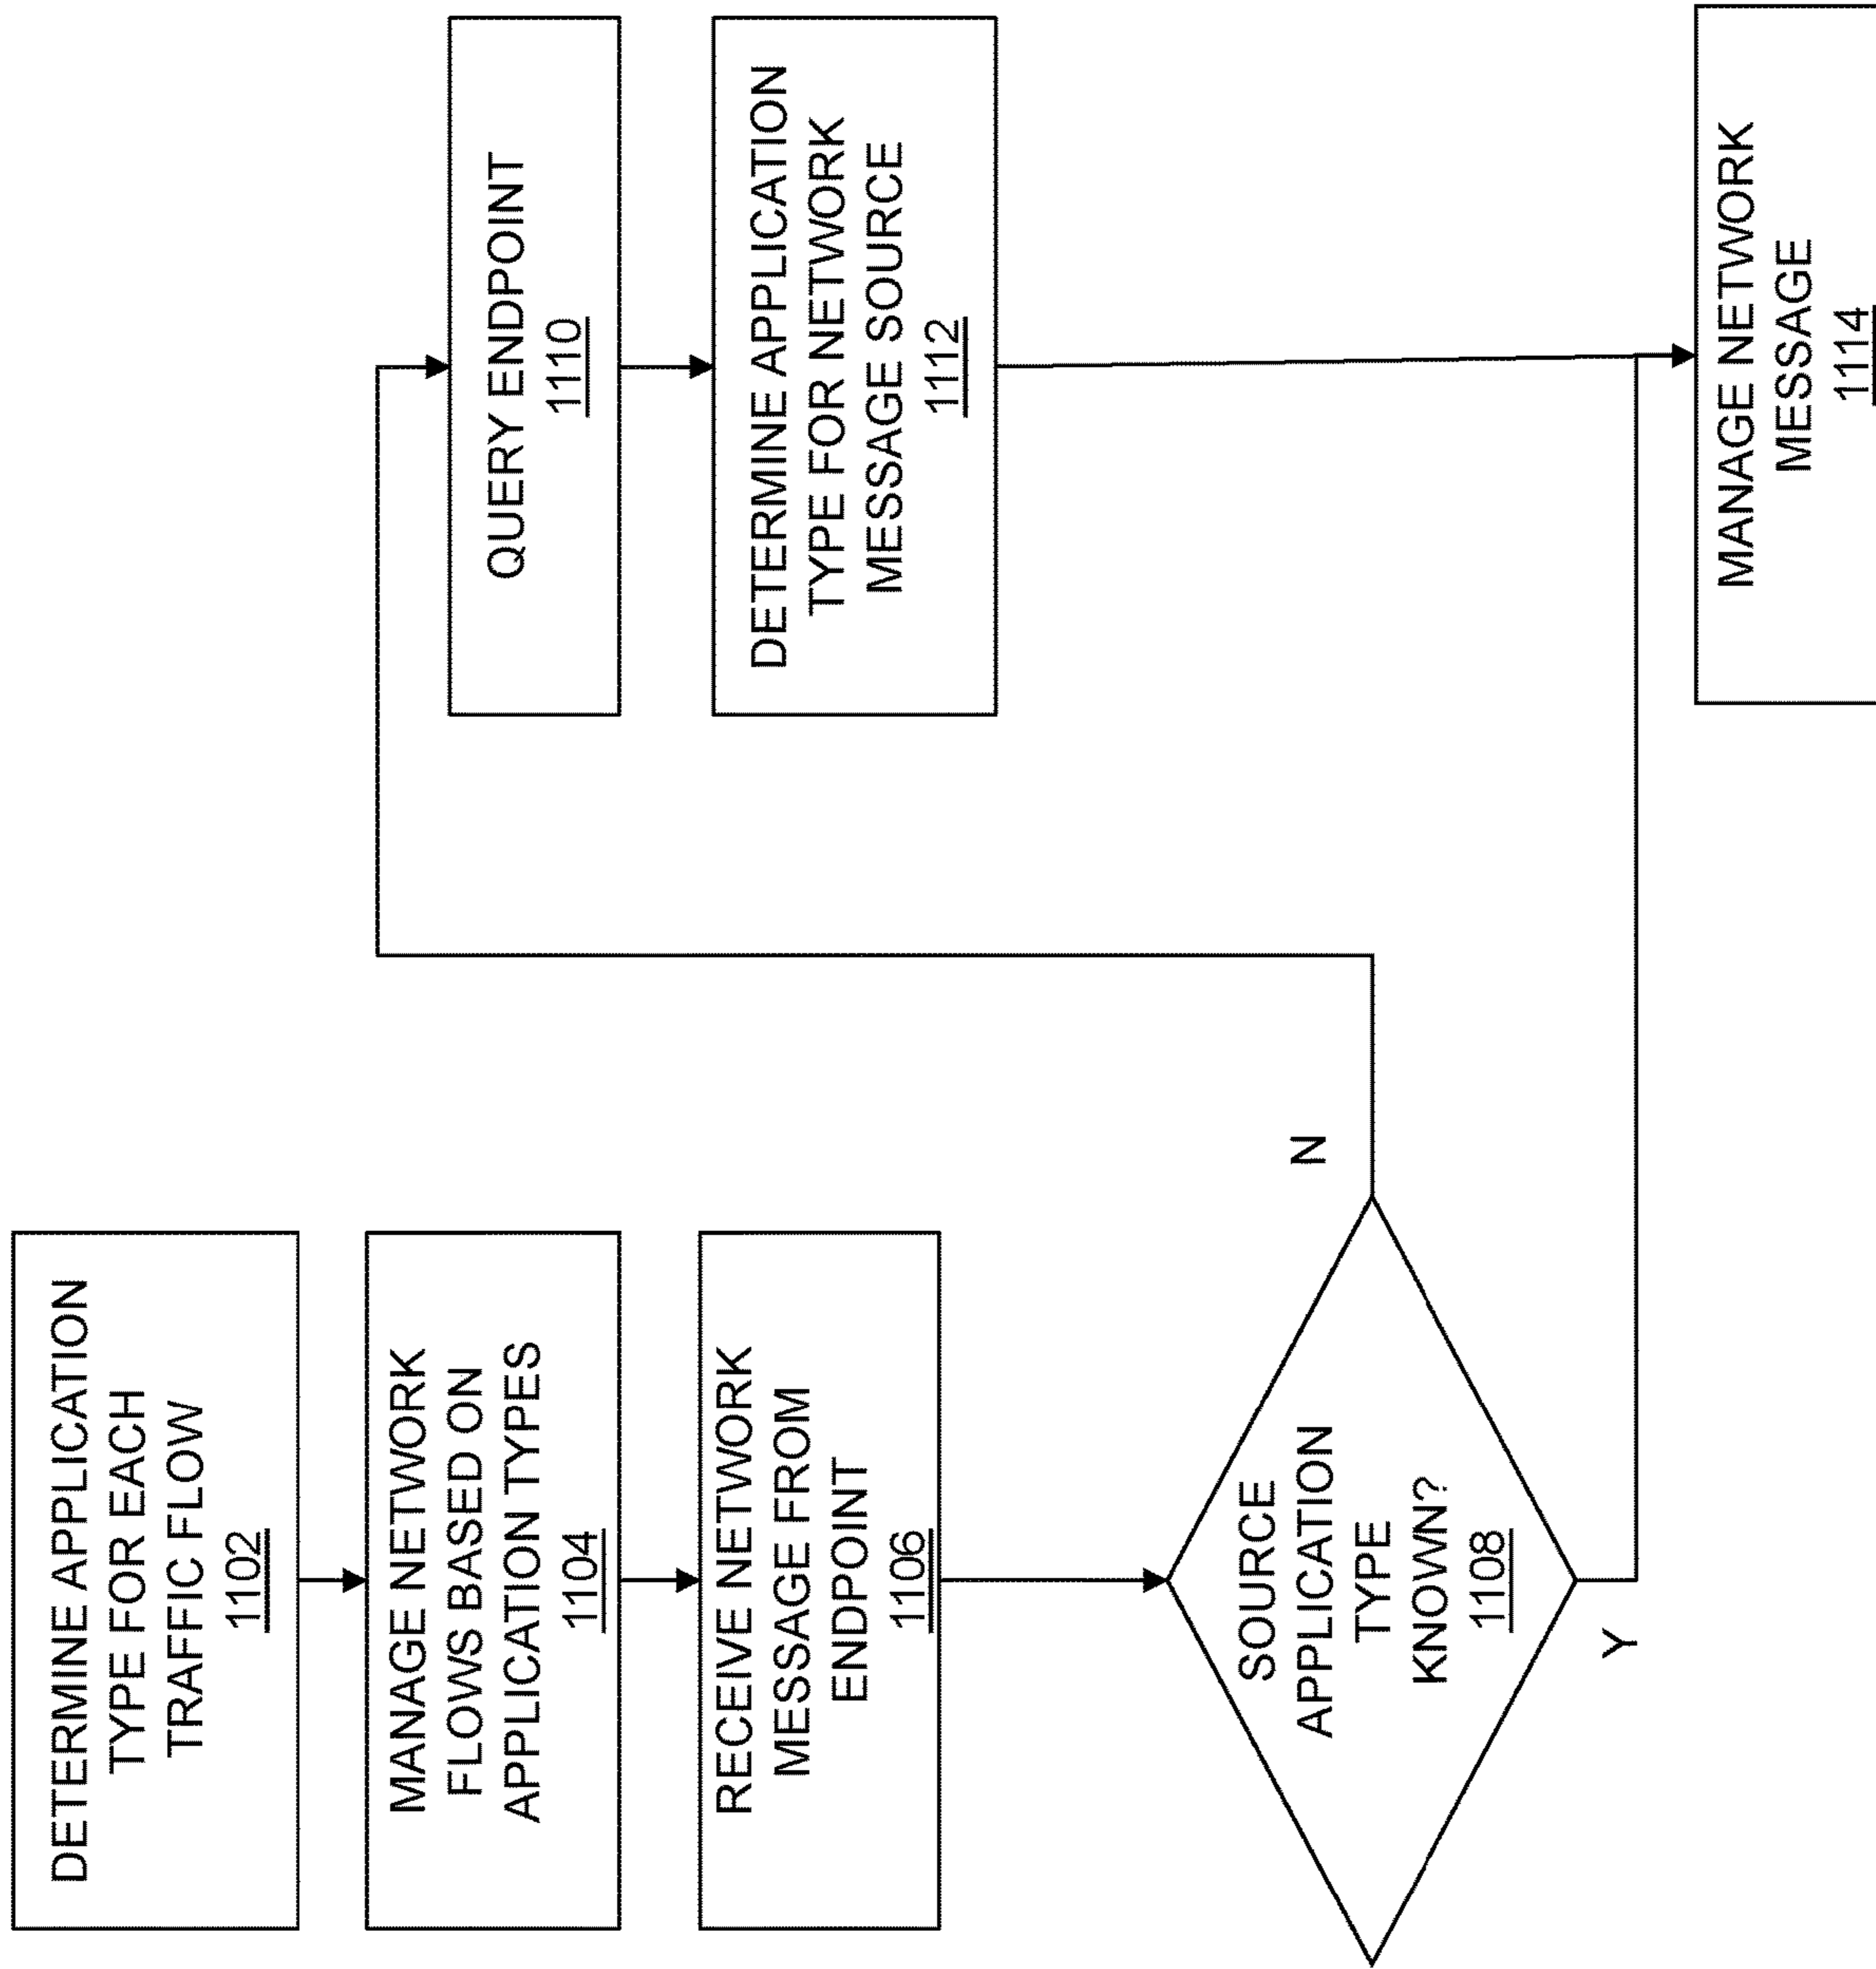 DETERMINE APPLICATION
TYPE FOR EACH
TRAFFIC FLOW
1102
MANAGE NETWORK
FLOWS BASED ON
APPLICATION TYPES
1104
RECEIVE NETWORK
MESSAGE FROM
ENDPOINT
1106
SOURCE
APPLICATION
TYPE
KNOWN?
1108
N
Y
QUERY ENDPOINT
1110
DETERMINE APPLICATION
TYPE FOR NETWORK
MESSAGE SOURCE
1112
MANAGE NETWORK
MESSAGE
1114